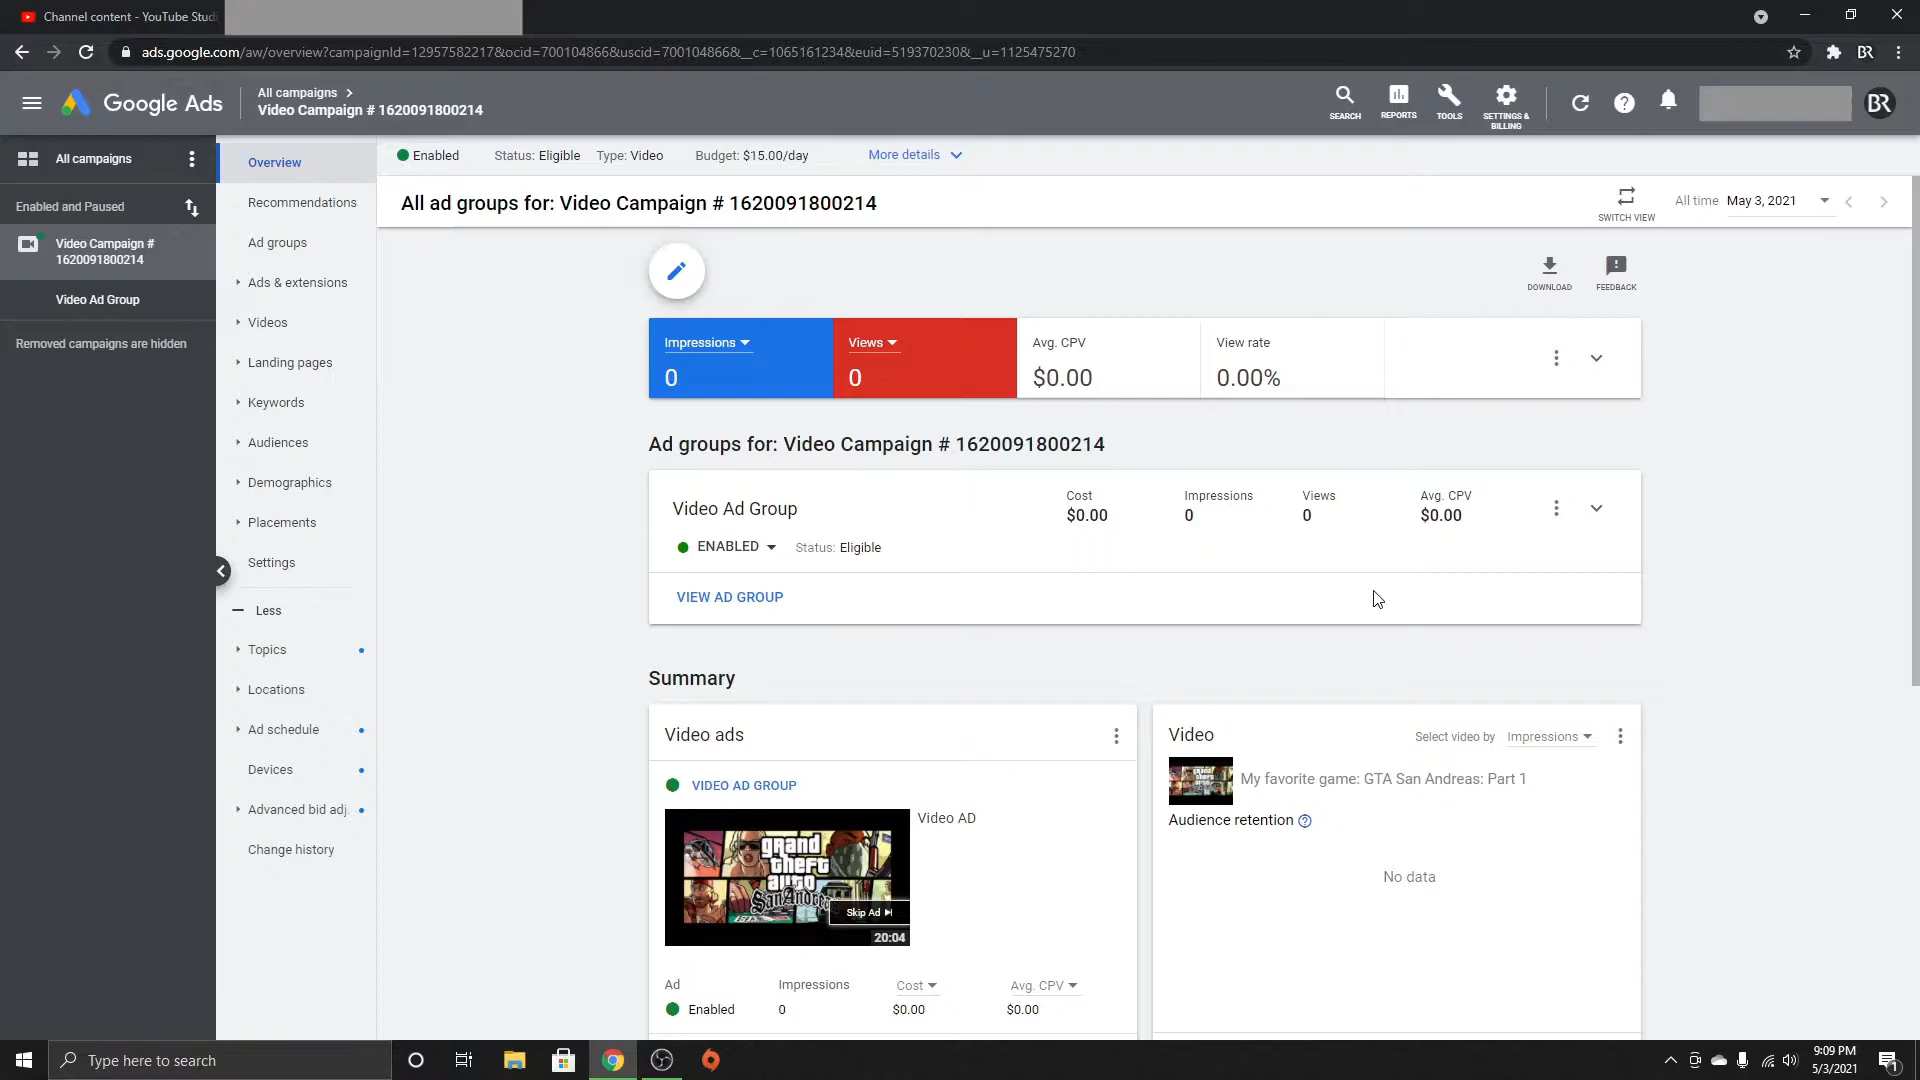 Channel content - YouTube Studi
ads.google.com/aw/overview?campaignId=12957582217&ocid=700104866&uscid=700104866&__c=1065161234&euid=519370230&__u=1125475270
BR
Google Ads
All campaigns
Video Campaign # 1620091800214
SEARCH
REPORTS
TOOLS
SETTINGS & BILLING
BR
All campaigns
Enabled and Paused
Video Campaign #
1620091800214
Video Ad Group
Removed campaigns are hidden
Overview
Recommendations
Ad groups
Ads & extensions
Videos
Landing pages
Keywords
Audiences
Demographics
Placements
Settings
Less
Topics
Locations
Ad schedule
Devices
Advanced bid adj.
Change history
Enabled Status: Eligible Type: Video Budget: $15.00/day More details
All ad groups for: Video Campaign # 1620091800214
SWITCH VIEW
All time May 3, 2021
DOWNLOAD
FEEDBACK
Impressions Views Avg. CPV View rate
0 0 $0.00 0.00%
Ad groups for: Video Campaign # 1620091800214
Video Ad Group
Cost Impressions Views Avg. CPV
$0.00 0 0 $0.00
ENABLED Status: Eligible
VIEW AD GROUP
Summary
Video ads
VIDEO AD GROUP
grand
theft
auto
San Andreas
Skip Ad
20:04
Video AD
Ad Impressions Cost Avg. CPV
Enabled 0 $0.00 $0.00
Video
Select video by Impressions
My favorite game: GTA San Andreas: Part 1
Audience retention
No data
Type here to search
9:09 PM
5/3/2021
1